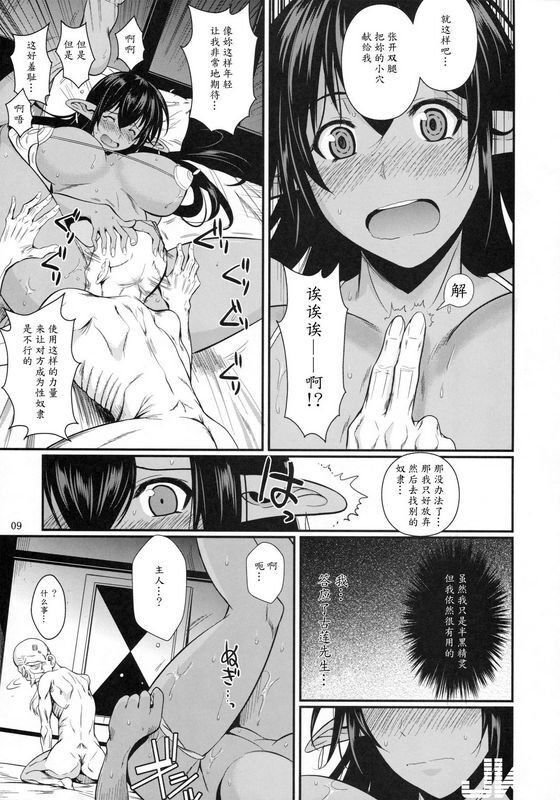 就这样吧…
张开双腿
把妳的小穴
献给我
解
诶诶诶
—啊!?
像妳这样年轻
让我非常地期待
啊啊
但是
但是
这好羞耻…
啊 唔
使用这样的力量
来让对方成为性奴隶
是不行的
那没办法了…
那我只好放弃
然后去找别的
奴隶…
はっ
虽然我只是半黑精灵
但我依然很有用的
我…
答应了古莲先生…
呃…
主人…?
ぬぎ…
?
什么事…
09